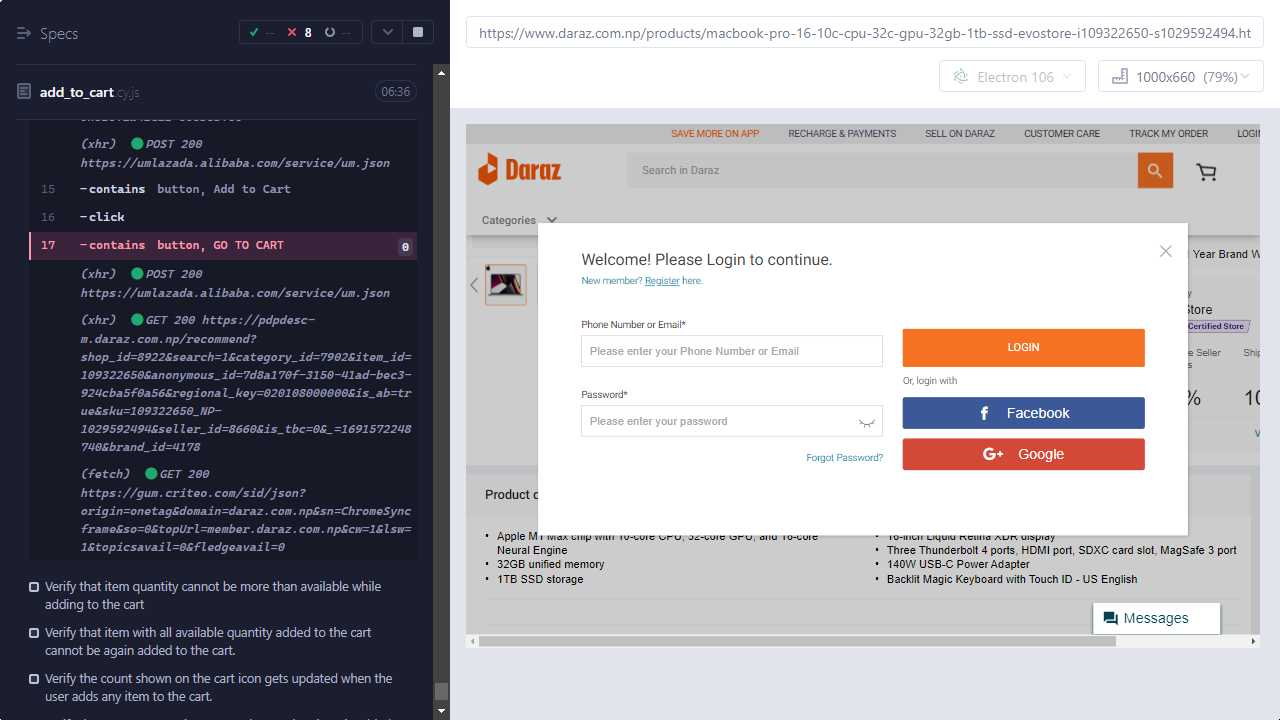 Specs
-- 8 --
add_to_cart.cy.js
06:36
(xhr) POST 200
https://umlazada.alibaba.com/service/um.json
15 -contains button, Add to Cart
16 -click
17 -contains button, GO TO CART 0
(xhr) POST 200
https://umlazada.alibaba.com/service/um.json
(xhr) GET 200 https://pdpdesc-
m.daraz.com.np/recommend?
shop_id=8922&search=1&category_id=7902&item_id=
109322650&anonymous_id=7d8a170f-3150-41ad-bec3-
924cba5f0a56&regional_key=020108000000&is_ab=tr
ue&sku=109322650_NP-
1029592494&seller_id=8660&is_tbc=0&_=1691572248
740&brand_id=4178
(fetch) GET 200
https://gum.criteo.com/sid/json?
origin=onetag&domain=daraz.com.np&sn=ChromeSync
frame&so=0&topUrl=member.daraz.com.np&cw=1&lsw=
1&topicsavail=0&fledgeavail=0
Verify that item quantity cannot be more than available while
adding to the cart
Verify that item with all available quantity added to the cart
cannot be again added to the cart.
Verify the count shown on the cart icon gets updated when the
user adds any item to the cart.
https://www.daraz.com.np/products/macbook-pro-16-10c-cpu-32c-gpu-32gb-1tb-ssd-evostore-i109322650-s1029592494.ht
Electron 106
1000x660 (79%)
SAVE MORE ON APP
RECHARGE & PAYMENTS
SELL ON DARAZ
CUSTOMER CARE
TRACK MY ORDER
LOGIN
Daraz
Search in Daraz
Categories
Welcome! Please Login to continue.
New member? Register here.
Phone Number or Email*
Please enter your Phone Number or Email
Password*
Please enter your password
Forgot Password?
LOGIN
Or, login with
Facebook
Google
Year Brand W
y
Store
Certified Store
e Seller
s
Ship
%
10
V
Product d
Apple M1 Max chip with 10-core CPU, 32-core GPU, and 16-core
Neural Engine
32GB unified memory
1TB SSD storage
16-inch Liquid Retina XDR display
Three Thunderbolt 4 ports, HDMI port, SDXC card slot, MagSafe 3 port
140W USB-C Power Adapter
Backlit Magic Keyboard with Touch ID - US English
Messages